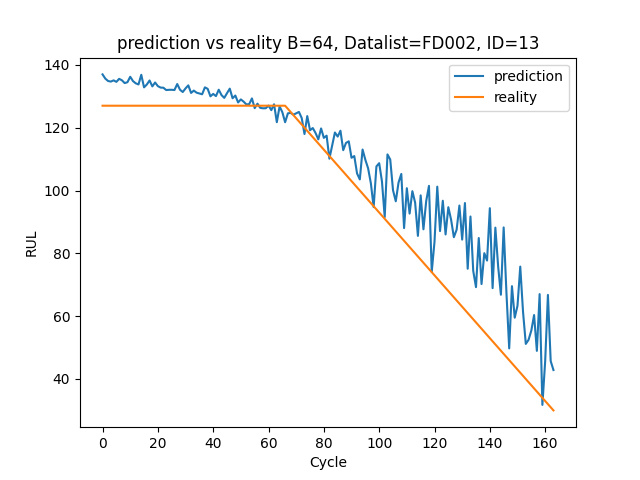 prediction vs reality B=64, Datalist=FD002, ID=13
prediction
reality
RUL
140
120
100
80
60
40
0 20 40 60 80 100 120 140 160
Cycle